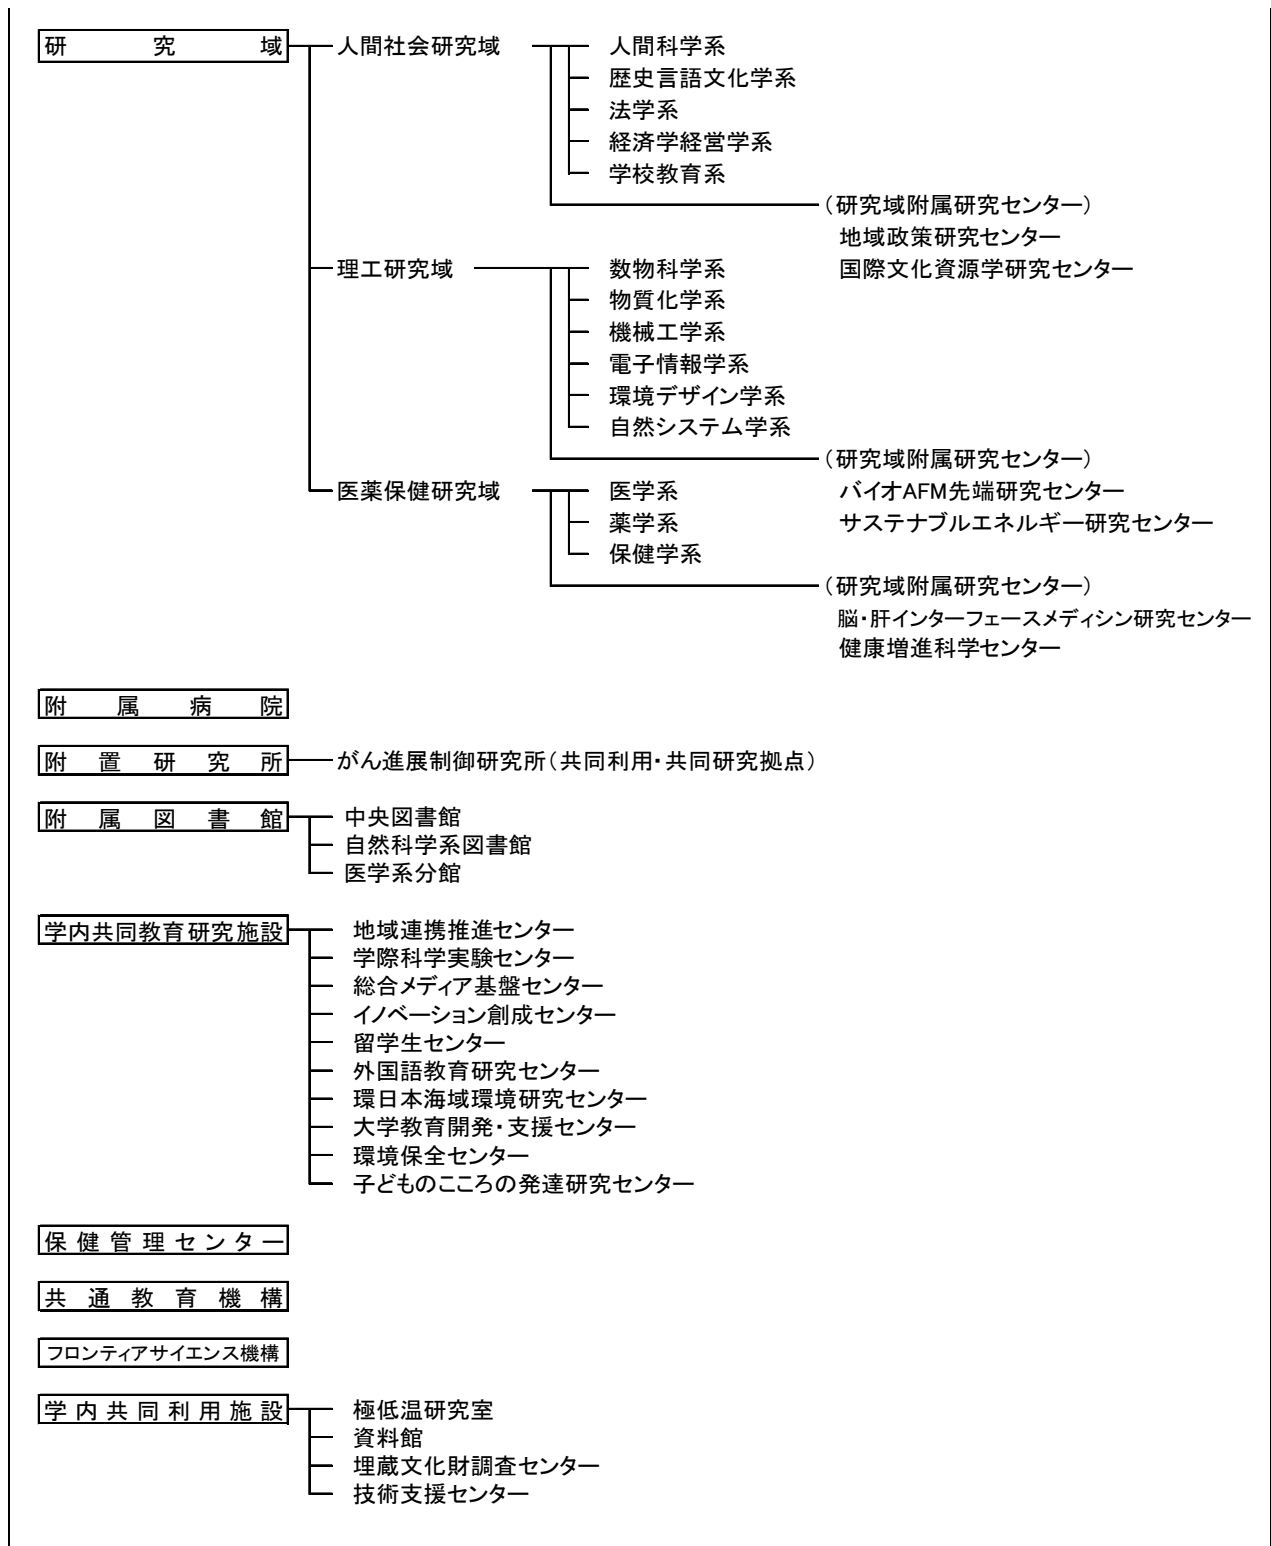 研究域
人間社会研究域
人間科学系
歴史言語文化学系
法学系
経済学経営学系
学校教育系
（研究域附属研究センター）
地域政策研究センター
国際文化資源学研究センター
理工研究域
数物科学系
物質化学系
機械工学系
電子情報学系
環境デザイン学系
自然システム学系
（研究域附属研究センター）
バイオAFM先端研究センター
サステナブルエネルギー研究センター
医薬保健研究域
医学系
薬学系
保健学系
（研究域附属研究センター）
脳・肝インターフェースメディシン研究センター
健康増進科学センター
附属病院
附置研究所
がん進展制御研究所（共同利用・共同研究拠点）
附属図書館
中央図書館
自然科学系図書館
医学系分館
学内共同教育研究施設
地域連携推進センター
学際科学実験センター
総合メディア基盤センター
イノベーション創成センター
留学生センター
外国語教育研究センター
環日本海域環境研究センター
大学教育開発・支援センター
環境保全センター
子どものこころの発達研究センター
保健管理センター
共通教育機構
フロンティアサイエンス機構
学内共同利用施設
極低温研究室
資料館
埋蔵文化財調査センター
技術支援センター